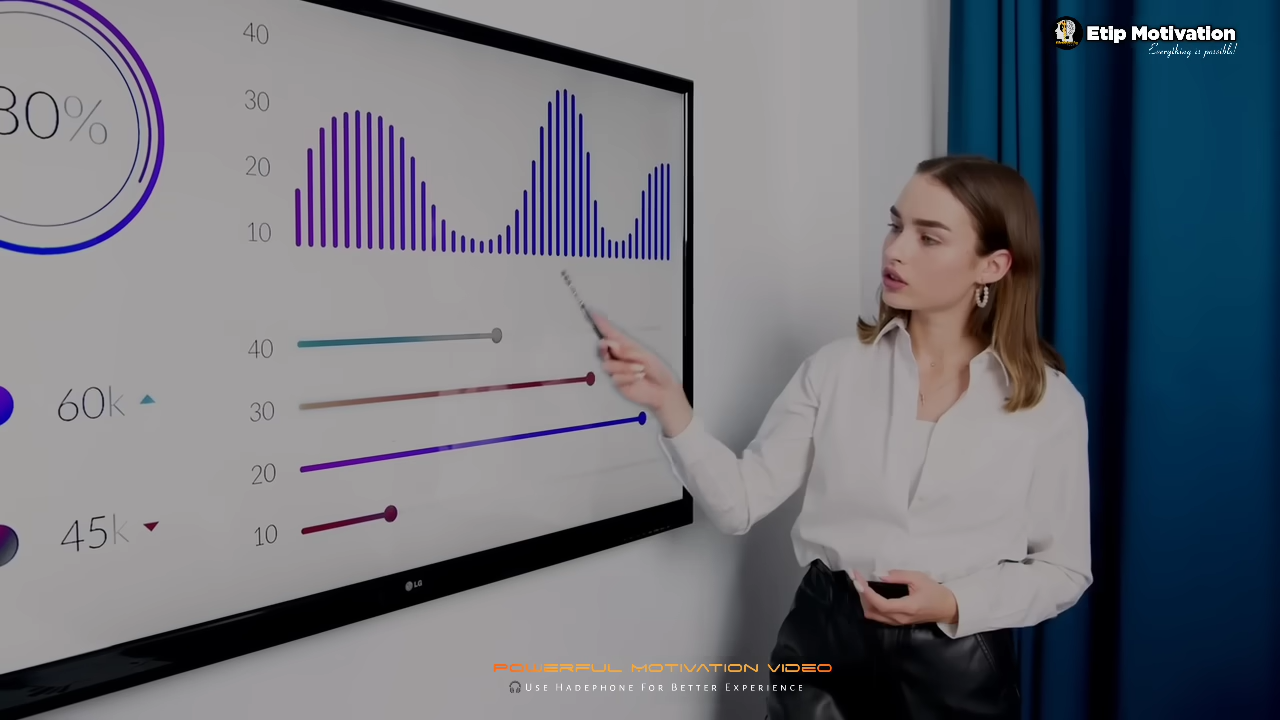 Etip Motivation
Everything is possible!
40
30
80%
20
10
40
60k
30
20
45k
10
LG
POWERFUL MOTIVATION VIDEO
Use Hadephone For Better Experience